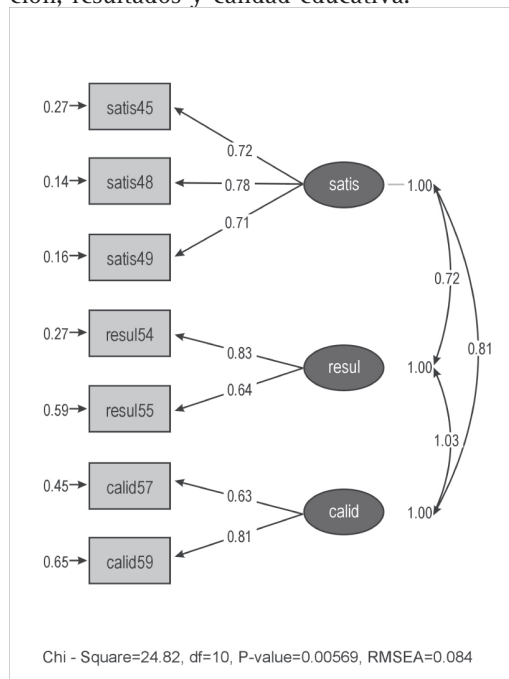 ción, resultados y calidad educativa.
0.27 satis45
0.72
0.14 satis48 0.78 satis 1.00
0.71
0.16 satis49
0.72
0.27 resul54
0.83
0.81
resul 1.00
0.64
0.59 resul55
1.03
0.45 calid57
0.63
calid 1.00
0.81
0.65 calid59
Chi - Square=24.82, df=10, P-value=0.00569, RMSEA=0.084